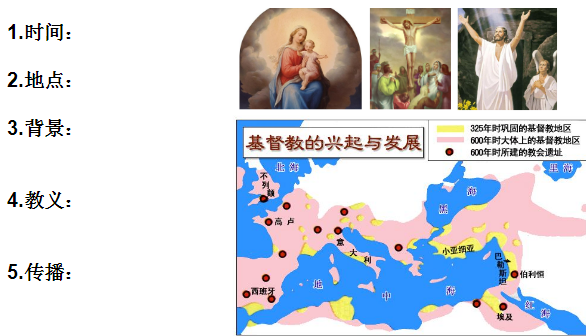 1.时间：
2.地点：
3.背景：
4.教义：
5.传播：
基督教的兴起与发展
325年时巩固的基督教地区
600年时大体上的基督教地区
600年时所建的教会遗址
北海
里海
不列颠
黑海
高卢
意大利
小亚细亚
巴勒斯坦
伯利恒
地中海
西班牙
埃及
红海